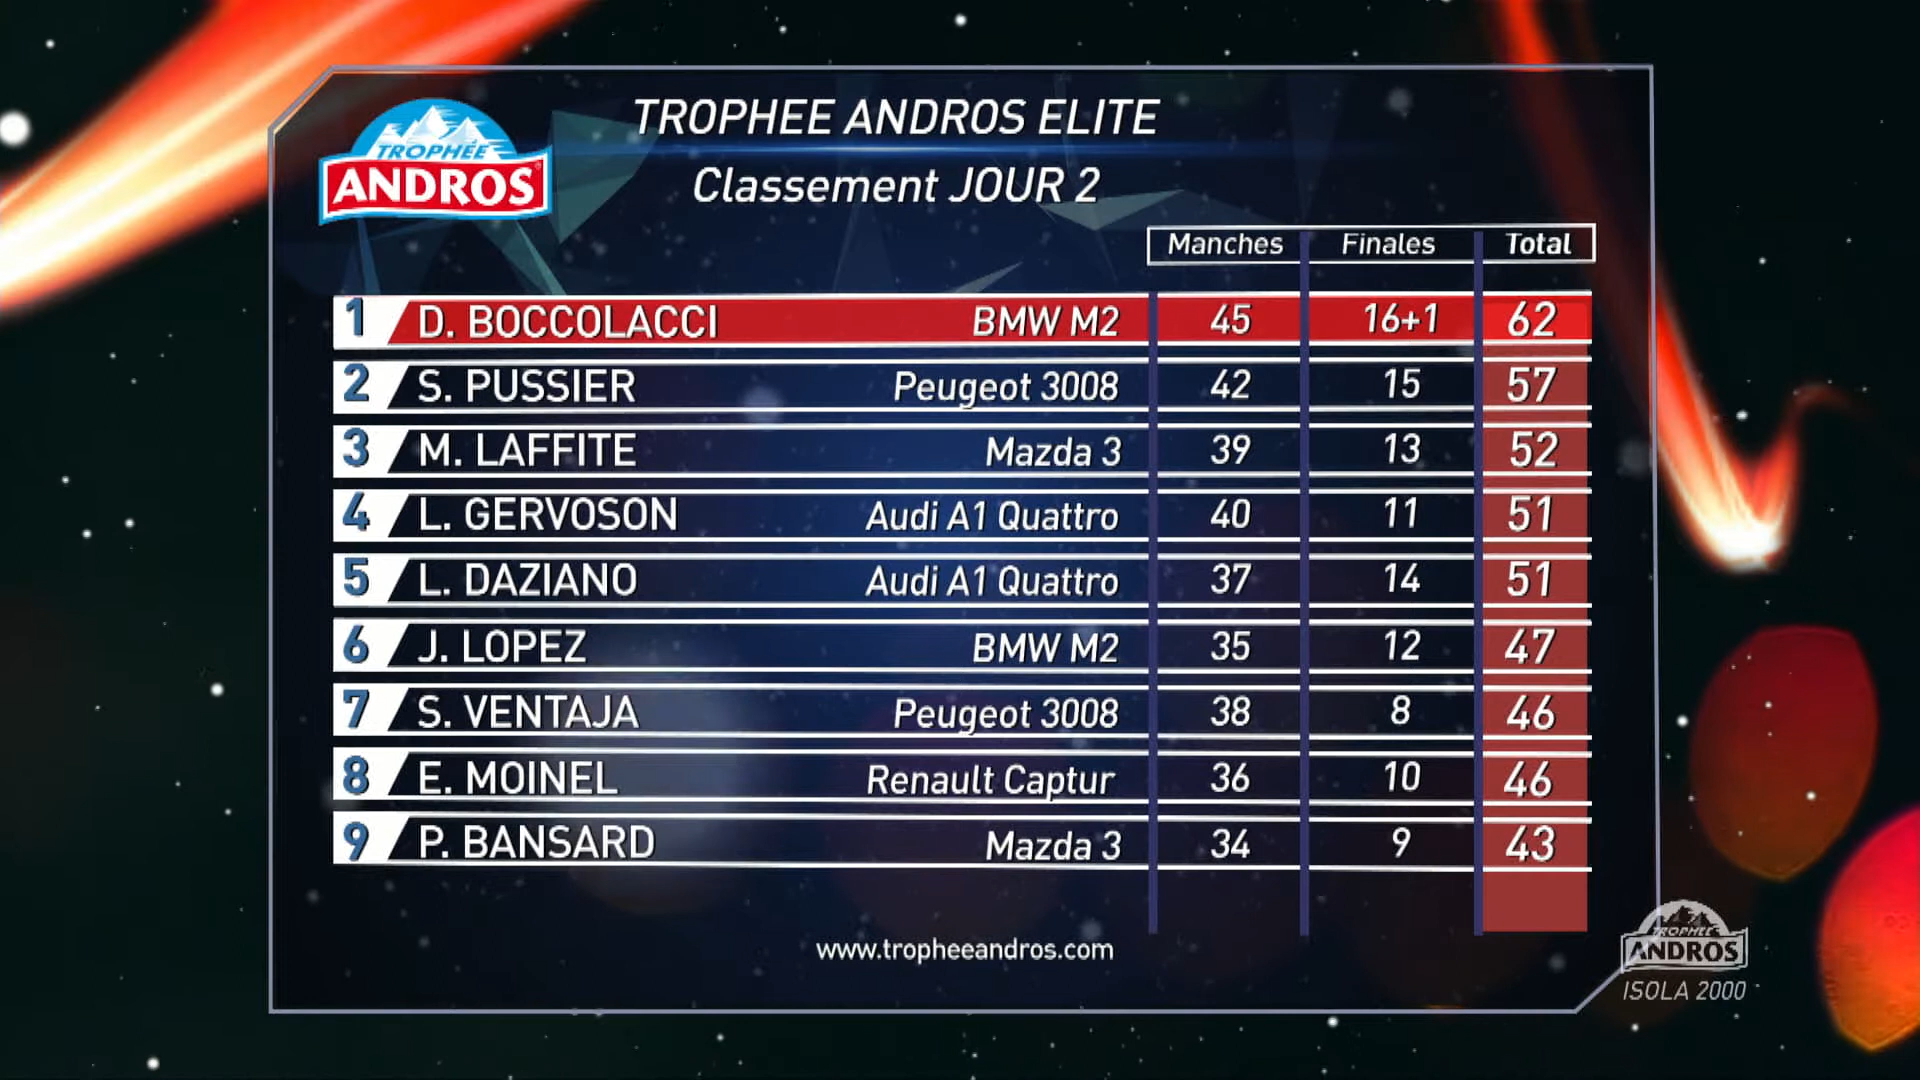 TROPHEE ANDROS ELITE
TROPHÉE
ANDROS
Classement JOUR 2
Manches Finales Total
1 D. BOCCOLACCI BMW M2 45 16+1 62
2 S. PUSSIER Peugeot 3008 42 15 57
3 M. LAFFITE Mazda 3 39 13 52
4 L. GERVOSON Audi A1 Quattro 40 11 51
5 L. DAZIANO Audi A1 Quattro 37 14 51
6 J. LOPEZ BMW M2 35 12 47
7 S. VENTAJA Peugeot 3008 38 8 46
8 E. MOINEL Renault Captur 36 10 46
9 P. BANSARD Mazda 3 34 9 43
www.tropheeandros.com
TROPHÉE
ANDROS
ISOLA 2000